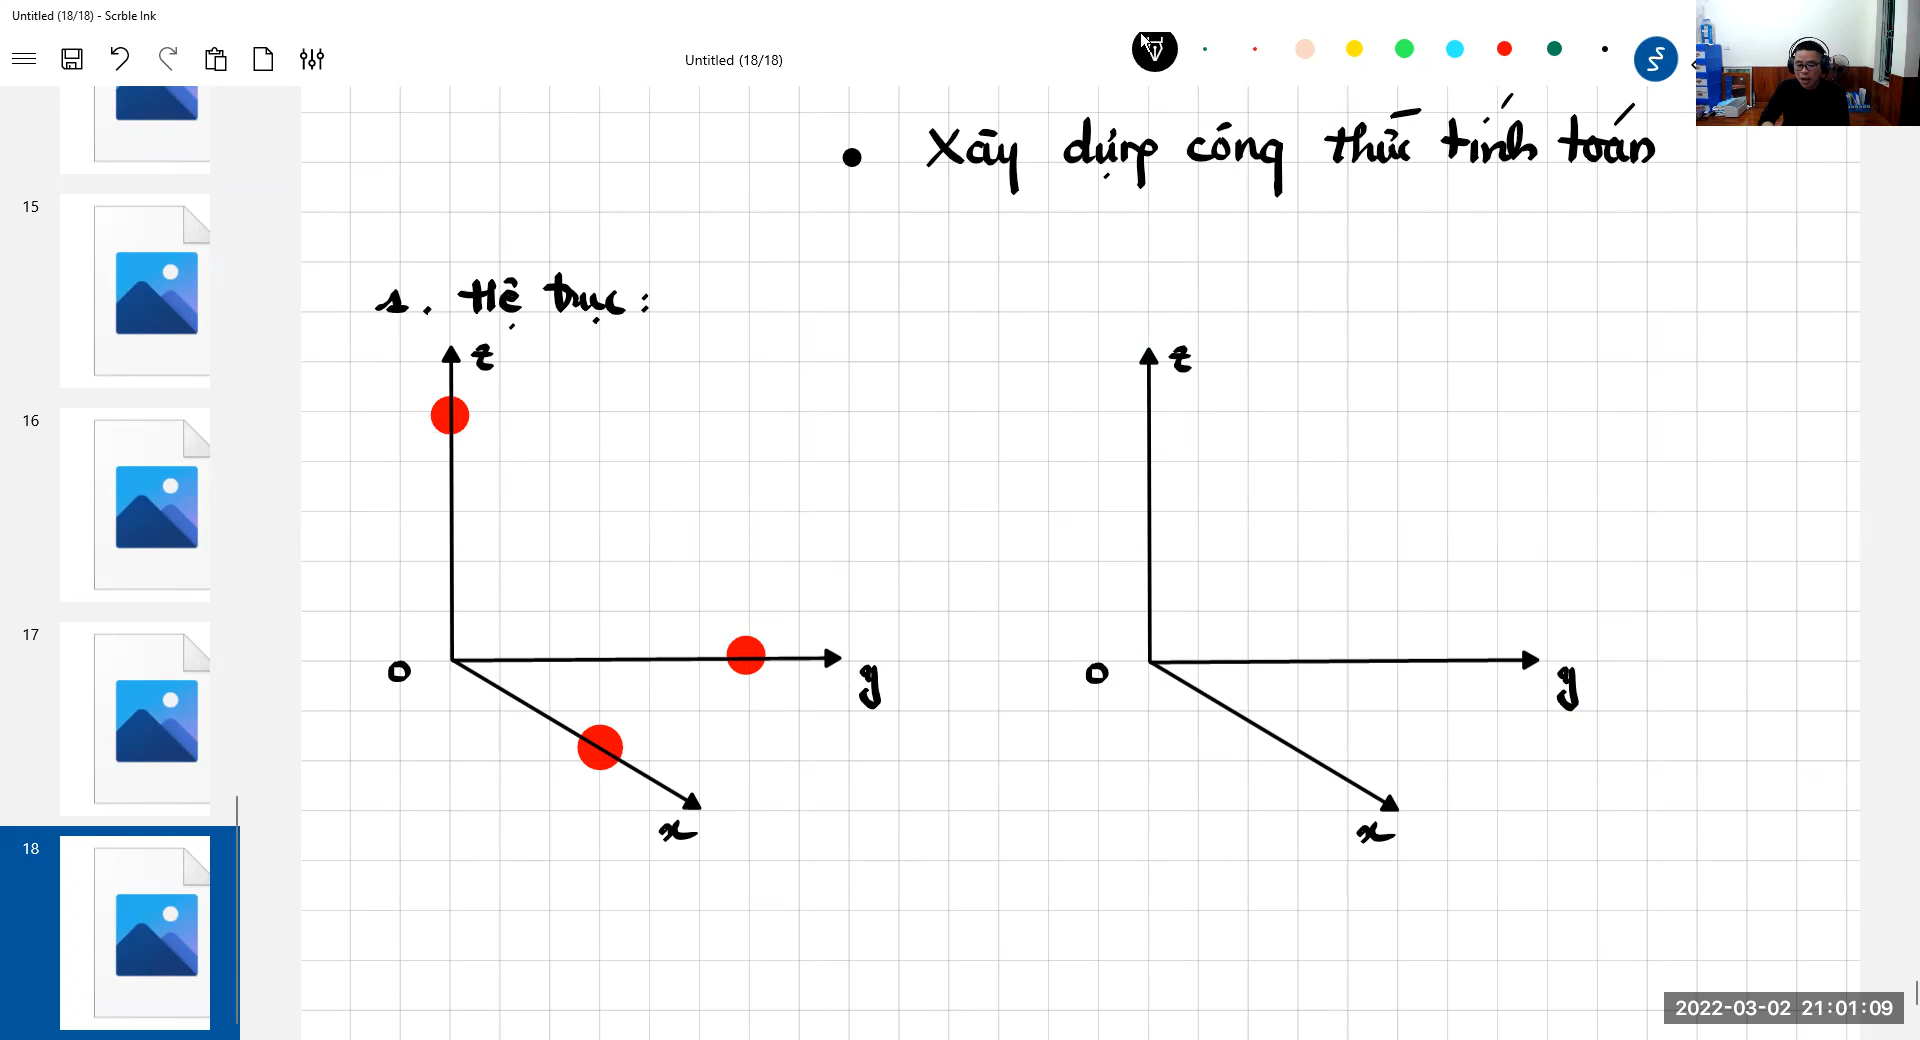 Untitled (18/18) - Scrble Ink
Untitled (18/18)
• Xây dựng công thức tính toán
15
1. Hệ trục:
z
z
16
17
O
y
O
y
x
x
18
2022-03-02 21:01:09